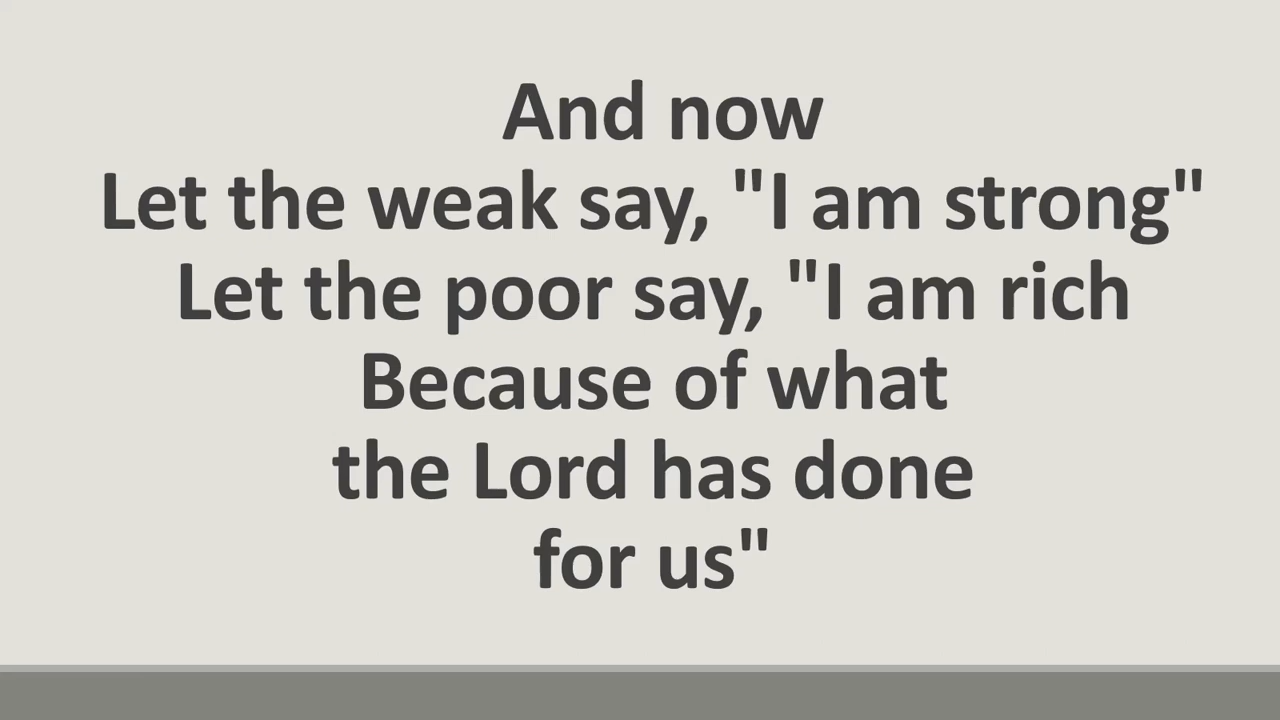 And now
Let the weak say, "I am strong"
Let the poor say, "I am rich
Because of what
the Lord has done
for us"